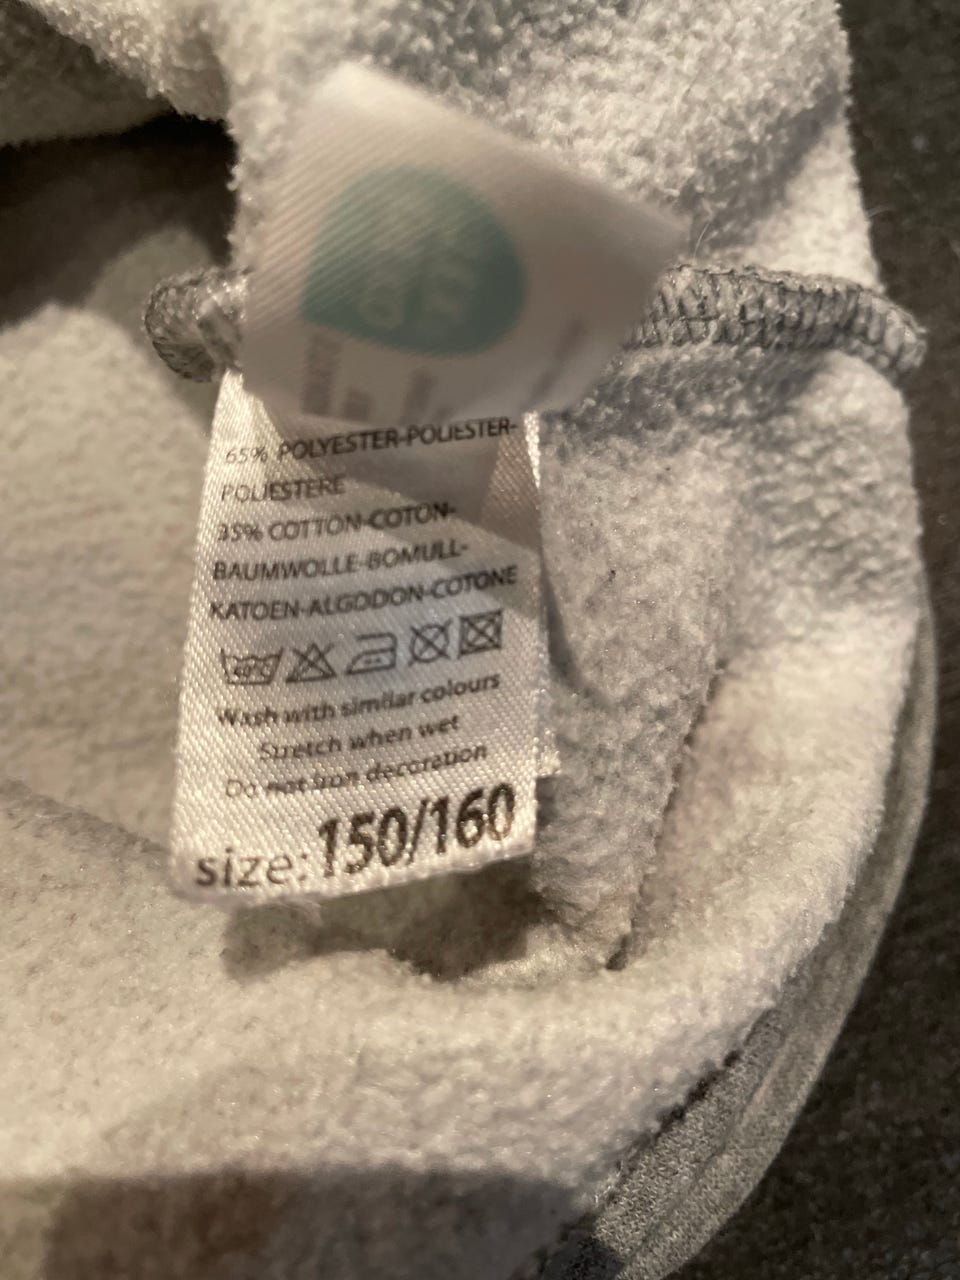 65% POLYESTER-POLIESTER-
POLIESTERE
35% COTTON-COTON-
BAUMWOLLE-BOMULL-
KATOEN-ALGODON-COTONE
40°
Wash with similar colours
Stretch when wet
Do not iron decoration
size: 150/160